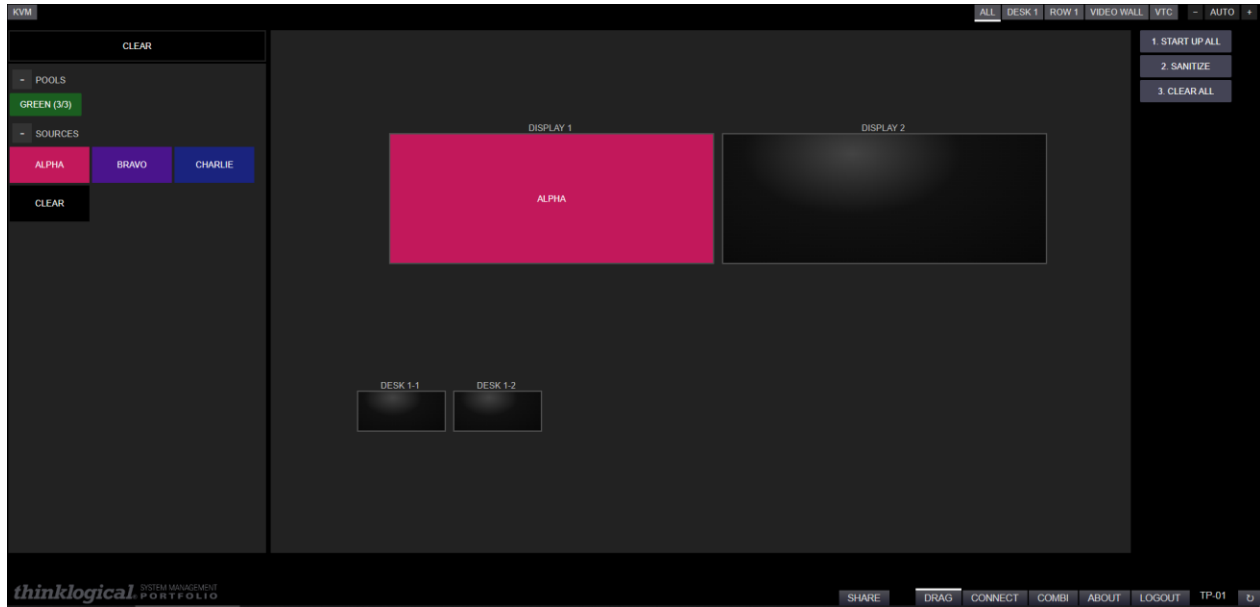 KVM
ALL DESK 1 ROW 1 VIDEO WALL VTC - AUTO +
CLEAR
1. START UP ALL
2. SANITIZE
3. CLEAR ALL
- POOLS
GREEN (3/3)
- SOURCES
ALPHA BRAVO CHARLIE
CLEAR
DISPLAY 1 DISPLAY 2
ALPHA
DESK 1-1 DESK 1-2
thinklogical SYSTEM MANAGEMENT
PORTFOLIO
SHARE DRAG CONNECT COMBI ABOUT LOGOUT TP-01 ↻